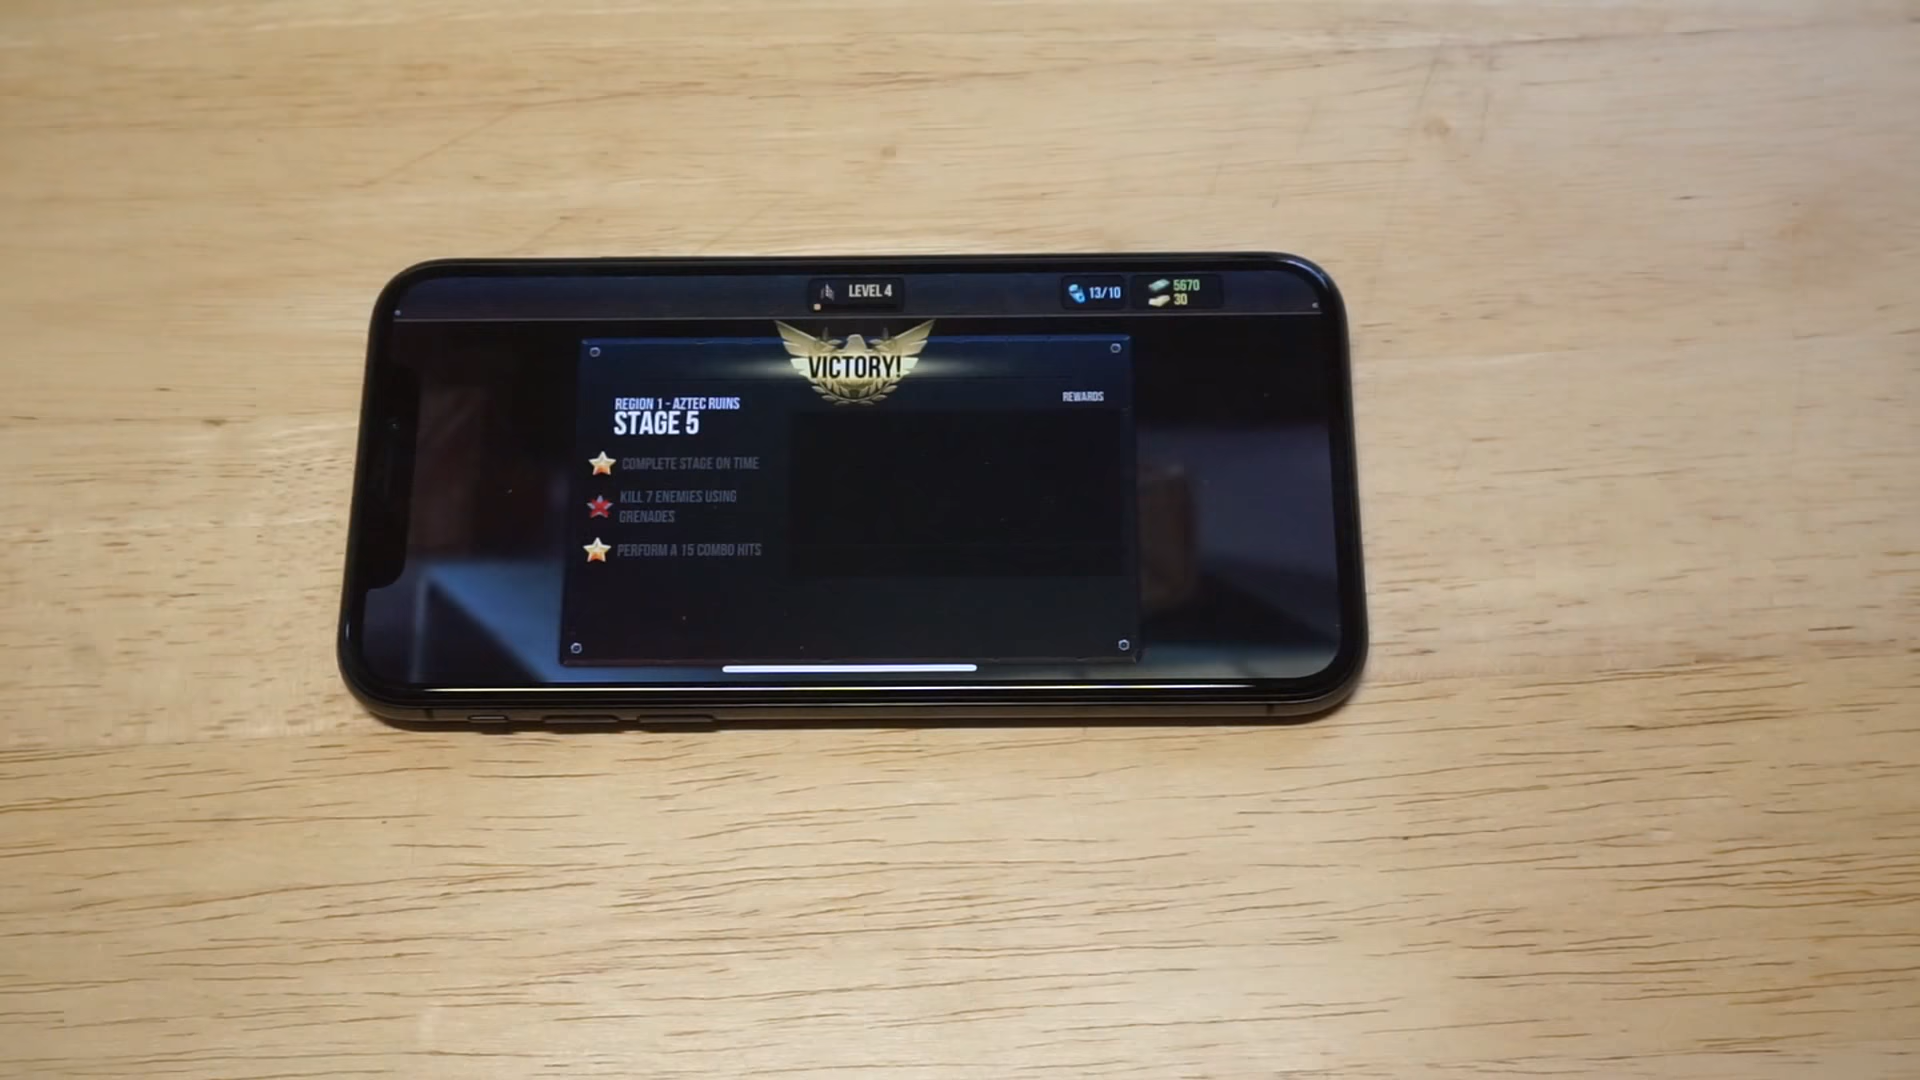 LEVEL 4
13/10
5670
30
VICTORY!
REGION 1 - AZTEC RUINS
REWARDS
STAGE 5
COMPLETE STAGE ON TIME
KILL 7 ENEMIES USING
GRENADES
PERFORM A 15 COMBO HITS